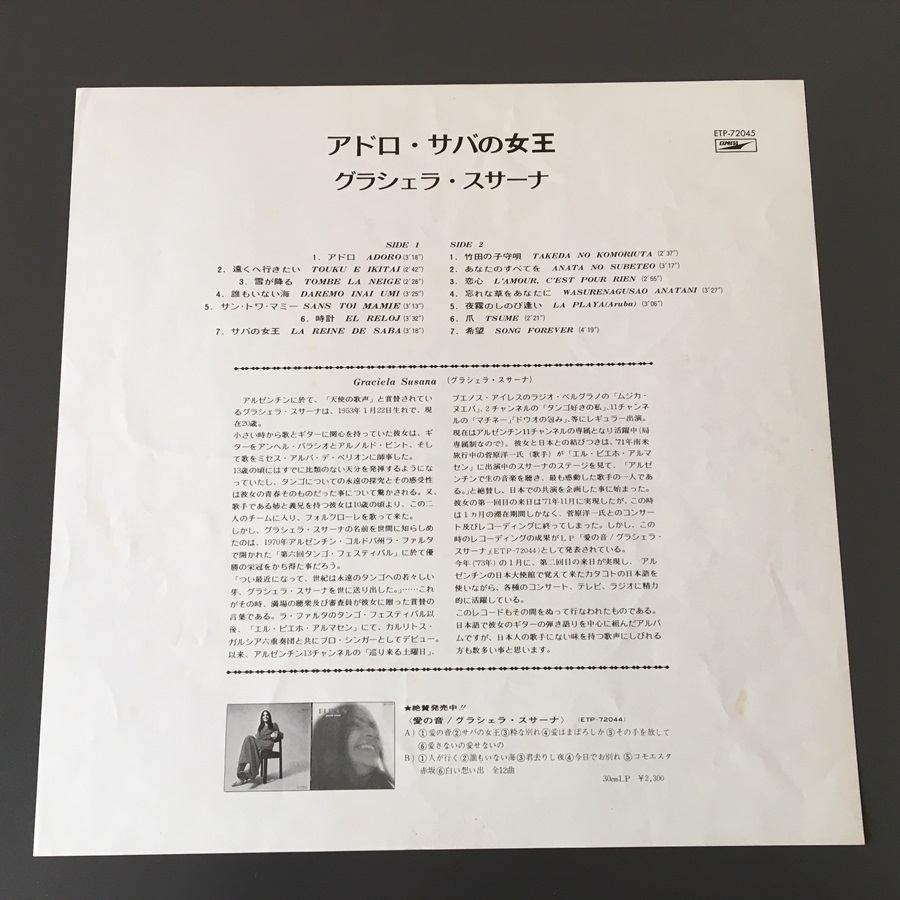 アドロ・サバの女王
グラシェラ・スサーナ
ETP-72045
EXPRESS
SIDE 1
1. アドロ ADORO (3'18")
2. 遠くへ行きたい TOUKU E IKITAI (2'42")
3. 雪が降る TOMBE LA NEIGE (2'28")
4. 誰もいない海 DAREMO INAI UMI (3'25")
5. サン・トワ・マミー SANS TOI MAMIE (3'13")
6. 時計 EL RELOJ (3'32")
7. サバの女王 LA REINE DE SABA (3'18")
SIDE 2
1. 竹田の子守唄 TAKEDA NO KOMORIUTA (2'37")
2. あなたのすべてを ANATA NO SUBETEO (3'17")
3. 恋心 L'AMOUR, C'EST POUR RIEN (2'55")
4. 忘れな草をあなたに WASURENAGUSAO ANATANI (3'27")
5. 夜霧のしのび逢い LA PLAYA (Aruba) (3'06")
6. 爪 TSUME (2'21")
7. 希望 SONG FOREVER (4'19")
Graciela Susana (グラシェラ・スサーナ)
アルゼンチンに於て、「天使の歌声」と賞賛されてい
るグラシェラ・スサーナは、1953年1月22日生れで、現
在20歳。
小さい時から歌とギターに関心を持っていた彼女は、ギ
ターをアンヘル・バラシオとアルノルド・ピント、そし
て歌をミセス・アルバ・デ・ベリオンに師事した。
13歳の頃にはすでに比類のない天分を発揮するようにな
っていたし、タンゴについての永遠の探究とその感受性
は彼女の青春そのものだった事について驚かされる。又、
歌手である姉と義兄を持つ彼女は10歳の頃より、この二
人のチームに入り、フォルクローレを歌って来た。
しかし、グラシェラ・スサーナの名前を世間に知らしめ
たのは、1970年アルゼンチン・コルドバ州ラ・ファルタ
で開かれた「第六回タンゴ・フェスティバル」に於て優
勝の栄冠をかち得た事だろう。
「つい最近になって、世紀は永遠のタンゴへの若々しい
芽、グラシェラ・スサーナを世に送り出した。」……これ
がその時、満場の聴衆及び審査員が彼女に贈った賞賛の
言葉である。ラ・ファルタのタンゴ・フェスティバル以
後、「エル・ビエホ・アルマセン」にて、カルリトス・
ガルシア六重奏団と共にプロ・シンガーとしてデビュー。
以来、アルゼンチン13チャンネルの「巡り来る土曜日」、
ブエノス・アイレスのラジオ・ベルグラノの「ムジカ・
ヌエバ」、2チャンネルの「タンゴ好きの私」、11チャンネ
ルの「マチネー」「ドウオの包み」、等にレギュラー出演。
現在はアルゼンチン11チャンネルの専属となり活躍中(局
専属制なので)。彼女と日本との結びつきは、'71年南米
旅行中の菅原洋一氏(歌手)が「エル・ビエホ・アルマ
セン」に出演中のスサーナのステージを見て、「アルゼ
ンチンで生の音楽を聴き、最も感動した歌手の一人であ
る。」と絶賛し、日本での共演を企画した事に始まった。
彼女の第一回目の来日は'71年11月に実現したが、この時
は1カ月の滞在期間しかなく、菅原洋一氏とのコンサー
ト及びレコーディングに終ってしまった。しかし、この
時のレコーディングの成果がLP「愛の音/グラシェラ・
スサーナ」(ETP-72044)として発表されている。
今年('73年)の1月に、第二回目の来日が実現し、アル
ゼンチンの日本大使館で覚えて来たカタコトの日本語を
使いながら、各種のコンサート、テレビ、ラジオに精力
的に活躍している。
このレコードもその間をぬって行なわれたものである。
日本語で彼女のギターの弾き語りを中心に組んだアルバ
ムですが、日本人の歌手にない味を持つ歌声にしびれる
方も数多い事と思います。
★絶賛発売中!!
〈愛の音/グラシェラ・スサーナ〉 (ETP-72044)
A)①愛の音②サバの女王③粋な別れ④愛はまぼろしか⑤その手を放して
⑥愛さないの愛せないの
B)①人が行く②誰もいない海③君去りし夜④今日でお別れ⑤コモエスタ
赤坂⑥白い想い出 全12曲
30cmLP ¥2,300